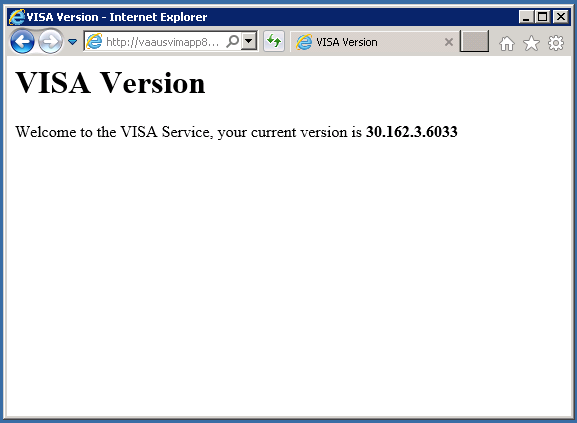 VISA Version - Internet Explorer
http://vaausvimapp8...
VISA Version
VISA Version
Welcome to the VISA Service, your current version is 30.162.3.6033